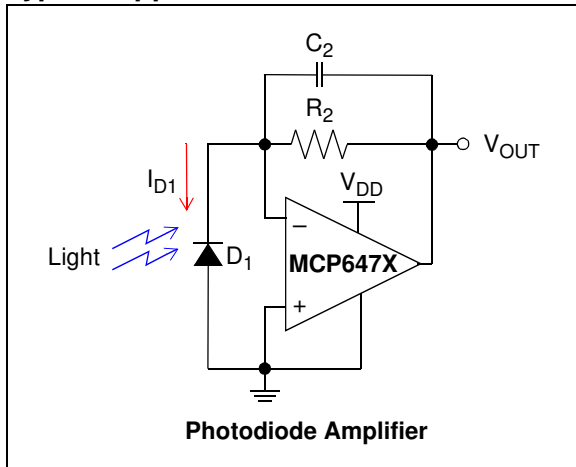 C2
R2
VOUT
ID1
VDD
Light
D1
−
MCP647X
+
Photodiode Amplifier